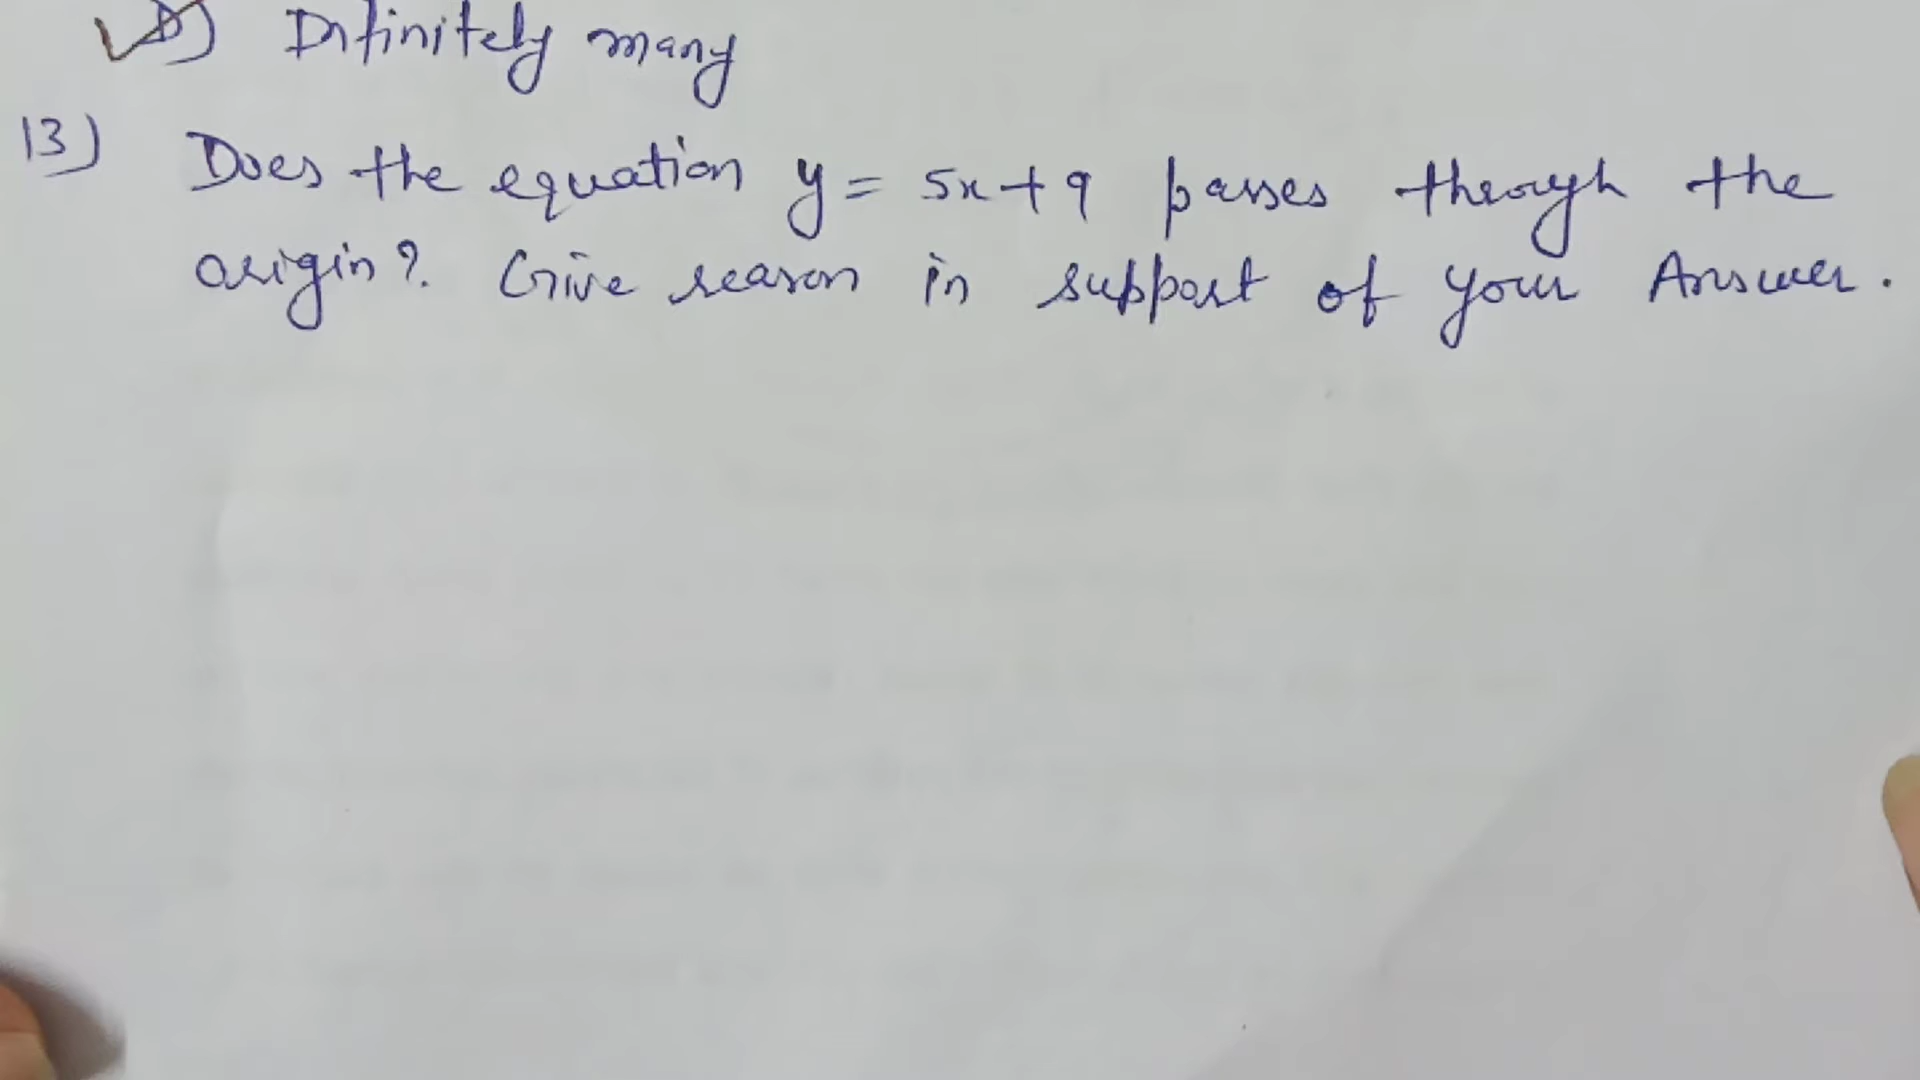 D) Infinitely many
13) Does the equation y = 5x+9 passes through the
origin? Give reason in support of your Answer.